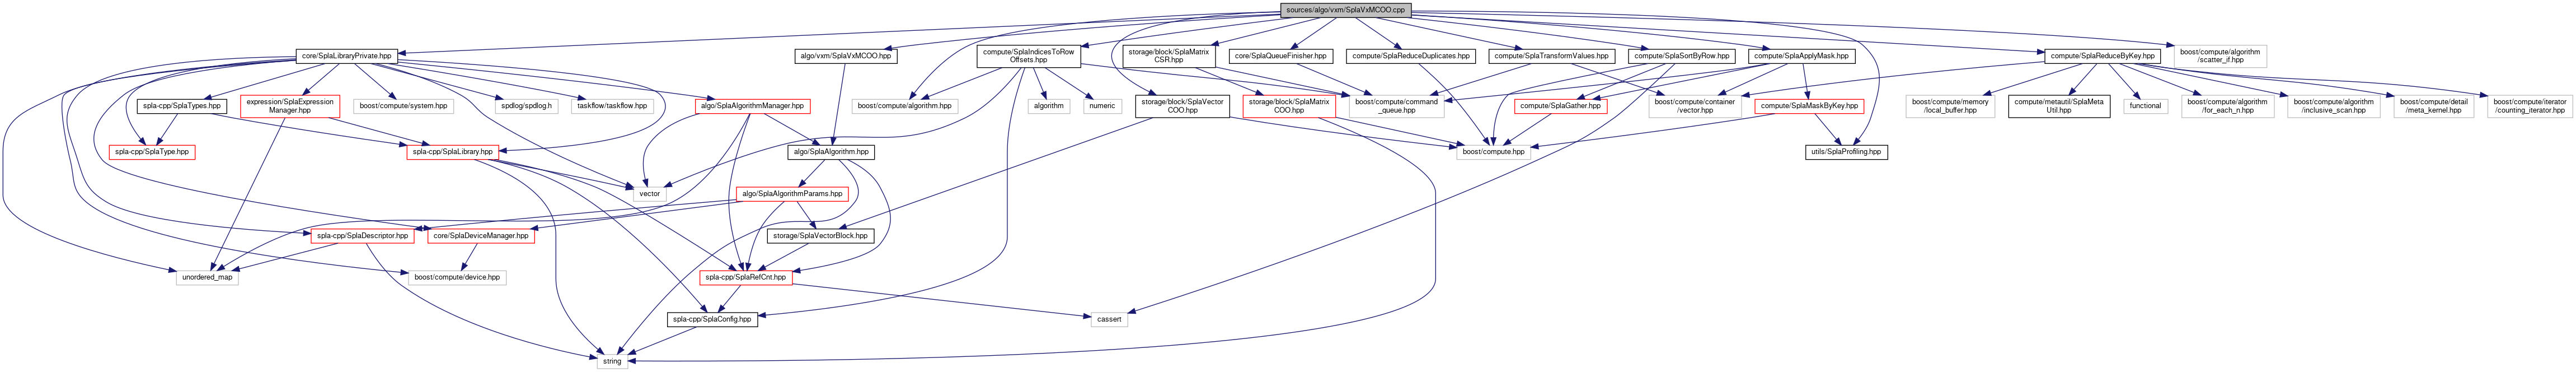 sources/algo/vxm/SplaVxMCOO.cpp
core/SplaLibraryPrivate.hpp
algo/vxm/SplaVxMCOO.hpp
compute/SplaIndicesToRow
Offsets.hpp
storage/block/SplaMatrix
CSR.hpp
core/SplaQueueFinisher.hpp
compute/SplaReduceDuplicates.hpp
compute/SplaTransformValues.hpp
compute/SplaSortByRow.hpp
compute/SplaApplyMask.hpp
compute/SplaReduceByKey.hpp
boost/compute/algorithm
/scatter_if.hpp
spla-cpp/SplaTypes.hpp
expression/SplaExpression
Manager.hpp
boost/compute/system.hpp
spdlog/spdlog.h
taskflow/taskflow.hpp
algo/SplaAlgorithmManager.hpp
boost/compute/algorithm.hpp
algorithm
numeric
storage/block/SplaVector
COO.hpp
storage/block/SplaMatrix
COO.hpp
boost/compute/command
_queue.hpp
compute/SplaGather.hpp
boost/compute/container
/vector.hpp
compute/SplaMaskByKey.hpp
boost/compute/memory
/local_buffer.hpp
compute/metautil/SplaMeta
Util.hpp
functional
boost/compute/algorithm
/for_each_n.hpp
boost/compute/algorithm
/inclusive_scan.hpp
boost/compute/detail
/meta_kernel.hpp
boost/compute/iterator
/counting_iterator.hpp
spla-cpp/SplaType.hpp
spla-cpp/SplaLibrary.hpp
algo/SplaAlgorithm.hpp
boost/compute.hpp
utils/SplaProfiling.hpp
vector
algo/SplaAlgorithmParams.hpp
spla-cpp/SplaDescriptor.hpp
core/SplaDeviceManager.hpp
storage/SplaVectorBlock.hpp
unordered_map
boost/compute/device.hpp
spla-cpp/SplaRefCnt.hpp
spla-cpp/SplaConfig.hpp
cassert
string